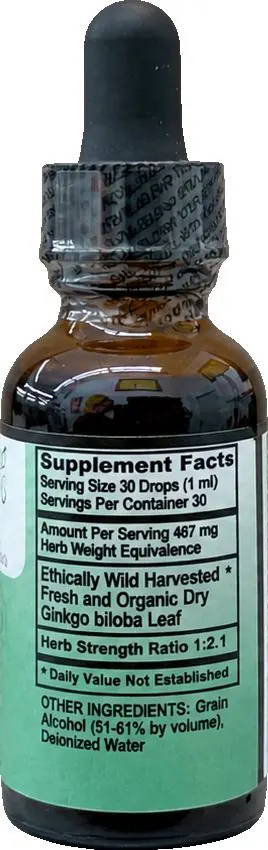 Supplement Facts
Serving Size 30 Drops (1 ml)
Servings Per Container 30
Amount Per Serving 467 mg
Herb Weight Equivalence
Ethically Wild Harvested *
Fresh and Organic Dry
Ginkgo biloba Leaf
Herb Strength Ratio 1:2.1
* Daily Value Not Established
OTHER INGREDIENTS: Grain
Alcohol (51-61% by volume),
Deionized Water